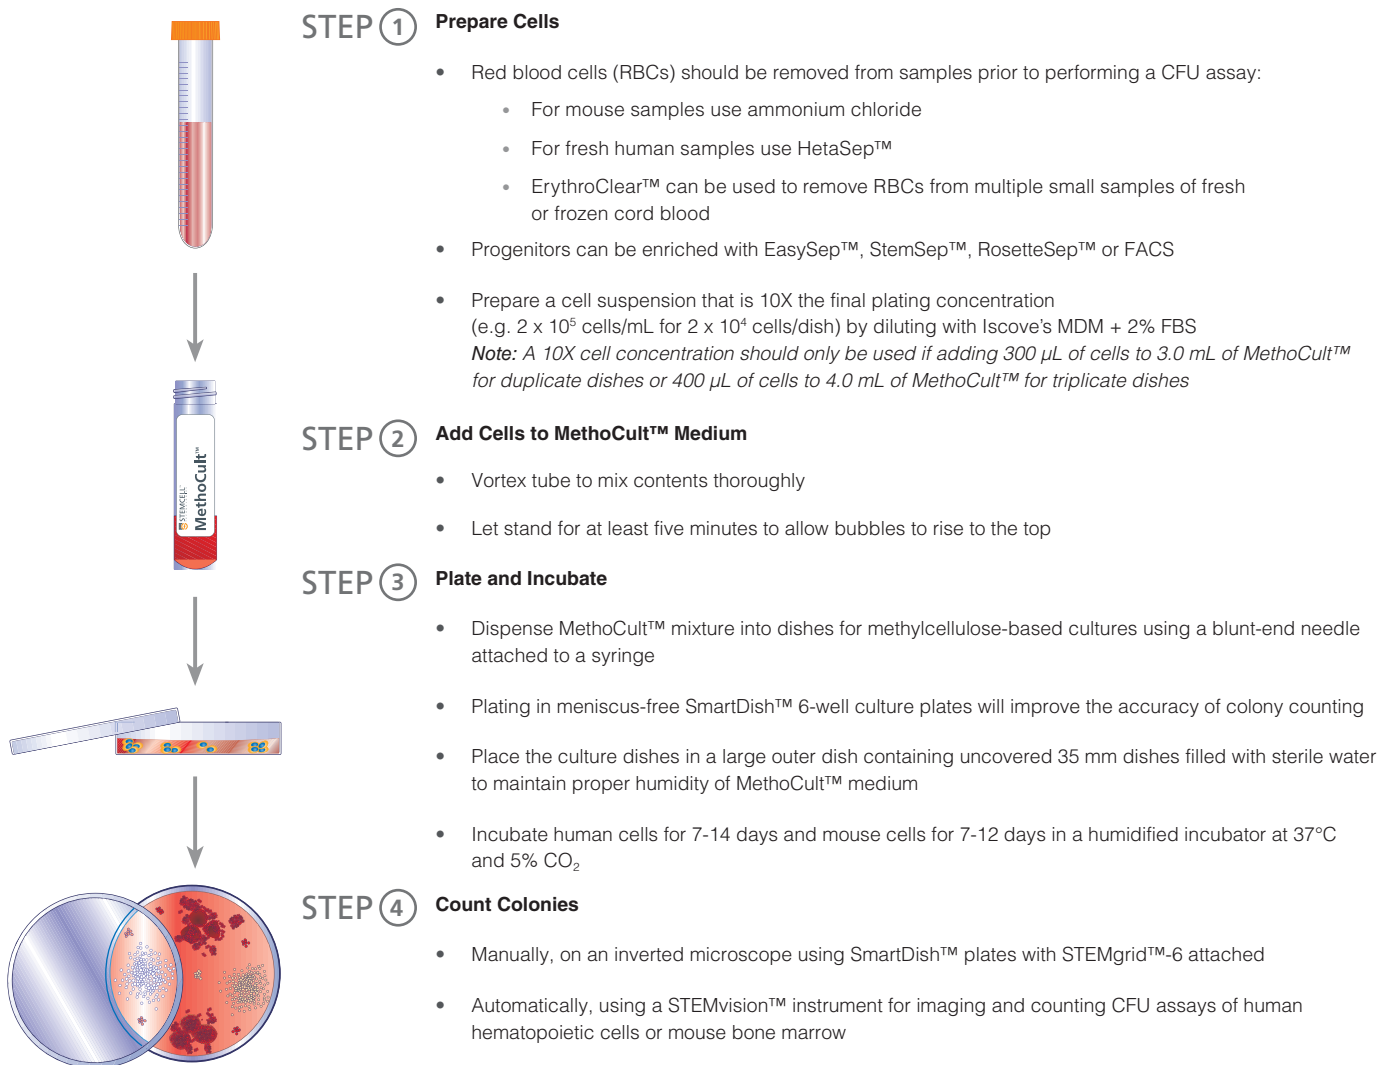 STEP 1 Prepare Cells
• Red blood cells (RBCs) should be removed from samples prior to performing a CFU assay:
• For mouse samples use ammonium chloride
• For fresh human samples use HetaSep™
• ErythroClear™ can be used to remove RBCs from multiple small samples of fresh
or frozen cord blood
• Progenitors can be enriched with EasySep™, StemSep™, RosetteSep™ or FACS
• Prepare a cell suspension that is 10X the final plating concentration
(e.g. 2 x 10⁵ cells/mL for 2 x 10⁴ cells/dish) by diluting with Iscove’s MDM + 2% FBS
Note: A 10X cell concentration should only be used if adding 300 µL of cells to 3.0 mL of MethoCult™
for duplicate dishes or 400 µL of cells to 4.0 mL of MethoCult™ for triplicate dishes
STEMCELL™
MethoCult™
STEP 2 Add Cells to MethoCult™ Medium
• Vortex tube to mix contents thoroughly
• Let stand for at least five minutes to allow bubbles to rise to the top
STEP 3 Plate and Incubate
• Dispense MethoCult™ mixture into dishes for methylcellulose-based cultures using a blunt-end needle
attached to a syringe
• Plating in meniscus-free SmartDish™ 6-well culture plates will improve the accuracy of colony counting
• Place the culture dishes in a large outer dish containing uncovered 35 mm dishes filled with sterile water
to maintain proper humidity of MethoCult™ medium
• Incubate human cells for 7-14 days and mouse cells for 7-12 days in a humidified incubator at 37°C
and 5% CO₂
STEP 4 Count Colonies
• Manually, on an inverted microscope using SmartDish™ plates with STEMgrid™-6 attached
• Automatically, using a STEMvision™ instrument for imaging and counting CFU assays of human
hematopoietic cells or mouse bone marrow